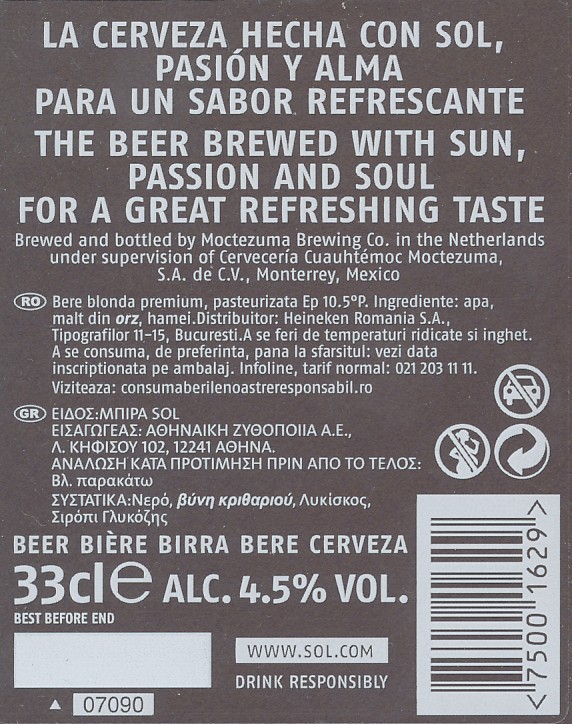 LA CERVEZA HECHA CON SOL,
PASIÓN Y ALMA
PARA UN SABOR REFRESCANTE
THE BEER BREWED WITH SUN,
PASSION AND SOUL
FOR A GREAT REFRESHING TASTE
Brewed and bottled by Moctezuma Brewing Co. in the Netherlands
under supervision of Cervecería Cuauhtémoc Moctezuma,
S.A. de C.V., Monterrey, Mexico
RO Bere blonda premium, pasteurizata Ep 10.5°P. Ingrediente: apa,
malt din orz, hamei.Distribuitor: Heineken Romania S.A.,
Tipografilor 11-15, Bucuresti.A se feri de temperaturi ridicate si inghet.
A se consuma, de preferinta, pana la sfarsitul: vezi data
inscriptionata pe ambalaj. Infoline, tarif normal: 021 203 11 11.
Viziteaza: consumaberilenoastreresponsabil.ro
GR ΕΙΔΟΣ:ΜΠΙΡΑ SOL
ΕΙΣΑΓΩΓΕΑΣ: ΑΘΗΝΑΙΚΗ ΖΥΘΟΠΟΙΙΑ Α.Ε.,
Λ. ΚΗΦΙΣΟΥ 102, 12241 ΑΘΗΝΑ.
ΑΝΑΛΩΣΗ ΚΑΤΑ ΠΡΟΤΙΜΗΣΗ ΠΡΙΝ ΑΠΟ ΤΟ ΤΕΛΟΣ:
Βλ. παρακάτω
ΣΥΣΤΑΤΙΚΑ:Νερό, βύνη κριθαριού, Λυκίσκος,
Σιρόπι Γλυκόζης
BEER BIÈRE BIRRA BERE CERVEZA
33cl e ALC. 4.5% VOL.
BEST BEFORE END
WWW.SOL.COM
DRINK RESPONSIBLY
▲ 07090
<7500 1629>